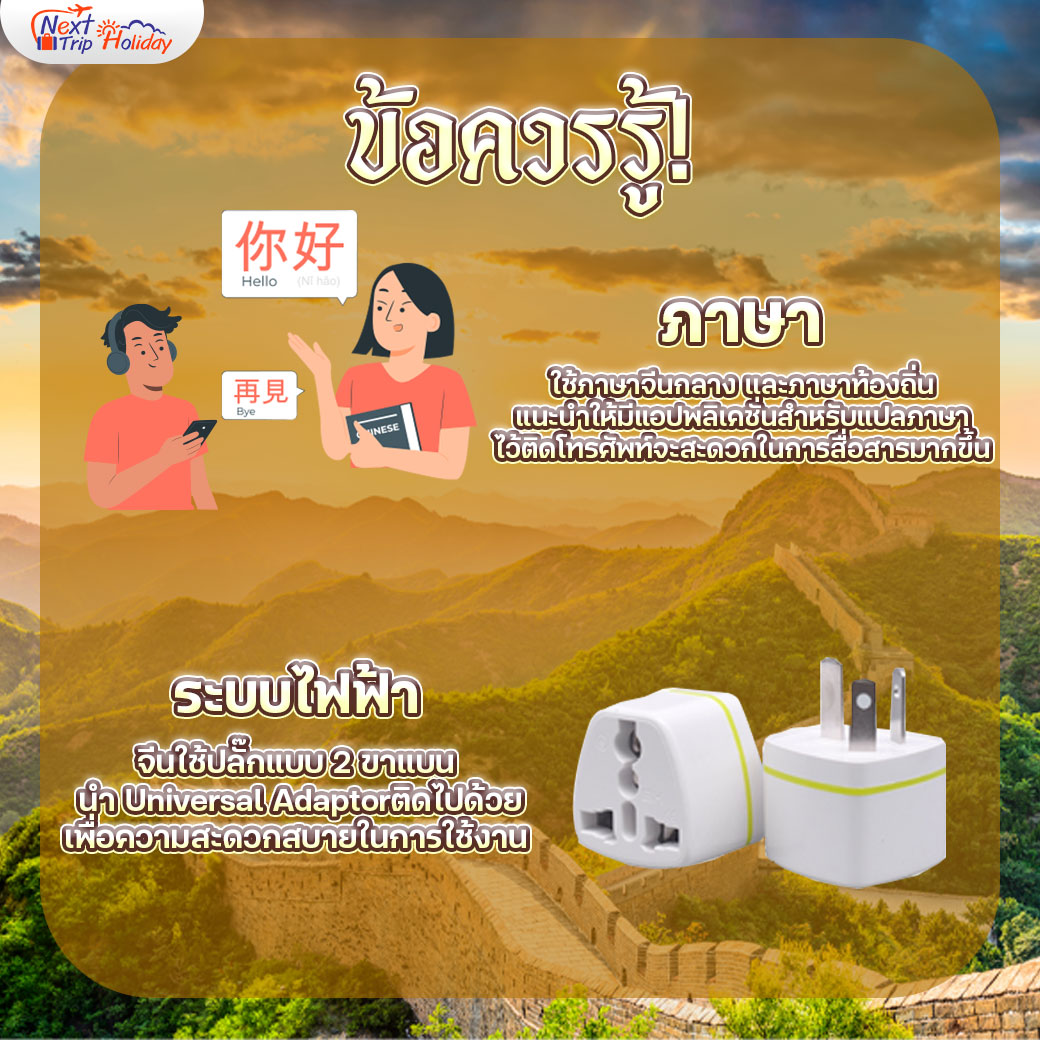 Next
Trip Holiday
ข้อควรรู้!
你好
Hello (Nǐ hǎo)
再見
Bye
CHINESE
ภาษา
ใช้ภาษาจีนกลาง และภาษาท้องถิ่น
แนะนำให้มีแอปพลิเคชั่นสำหรับแปลภาษา
ไว้ติดโทรศัพท์จะสะดวกในการสื่อสารมากขึ้น
ระบบไฟฟ้า
จีนใช้ปลั๊กแบบ 2 ขาแบน
นำ Universal Adaptorติดไปด้วย
เพื่อความสะดวกสบายในการใช้งาน